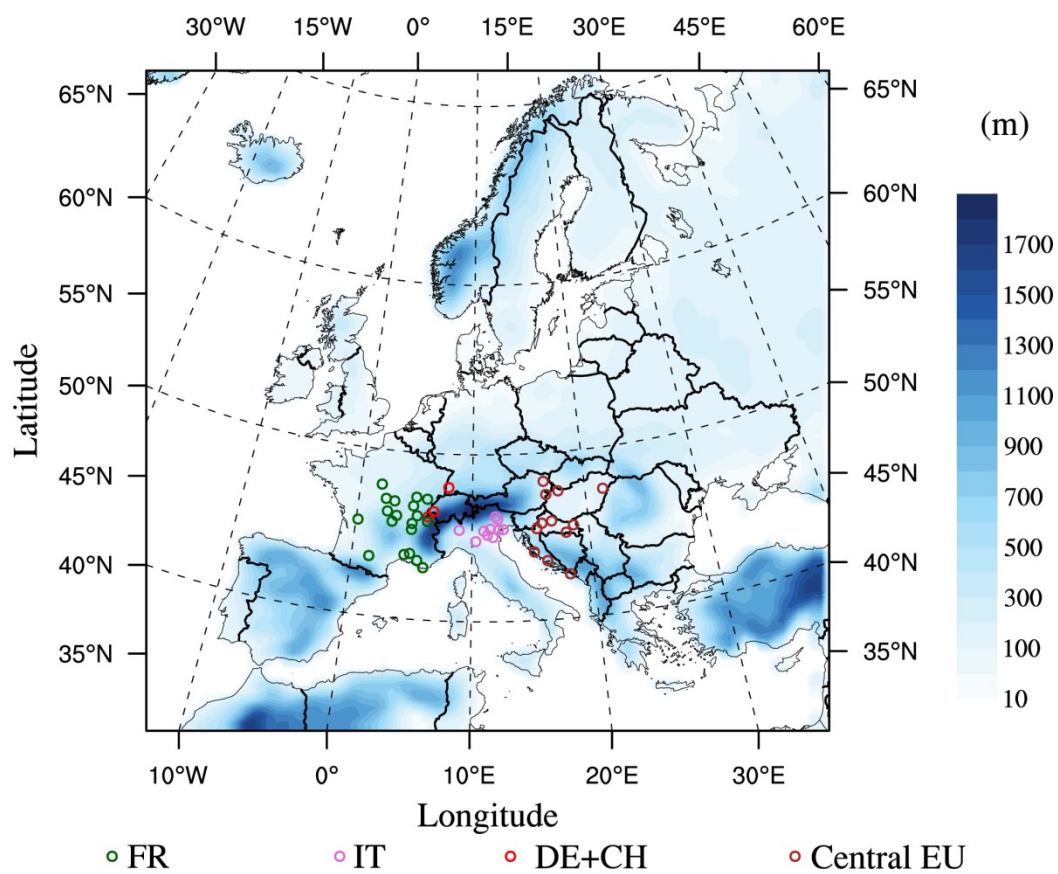 30°W 15°W 0° 15°E 30°E 45°E 60°E
65°N 65°N
(m)
60°N 60°N
1700
55°N 55°N
1500
1300
50°N 50°N
Latitude
900
45°N 45°N
700
500
40°N 40°N
300
35°N 35°N
100
10
10°W 0° 10°E 20°E 30°E
Longitude
FR IT DE+CH Central EU